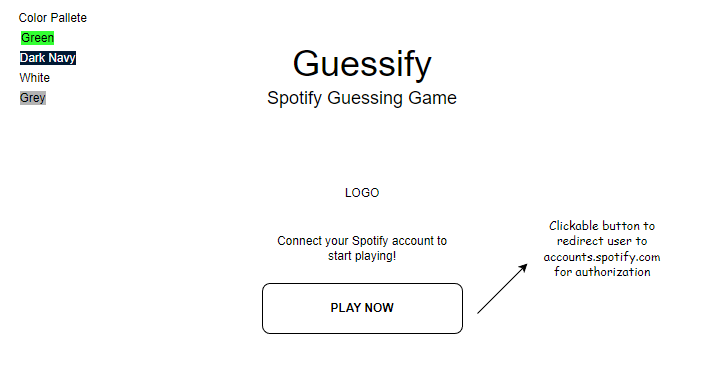 Color Pallete
Green
Dark Navy
White
Grey
Guessify
Spotify Guessing Game
LOGO
Connect your Spotify account to
start playing!
PLAY NOW
Clickable button to
redirect user to
accounts.spotify.com
for authorization